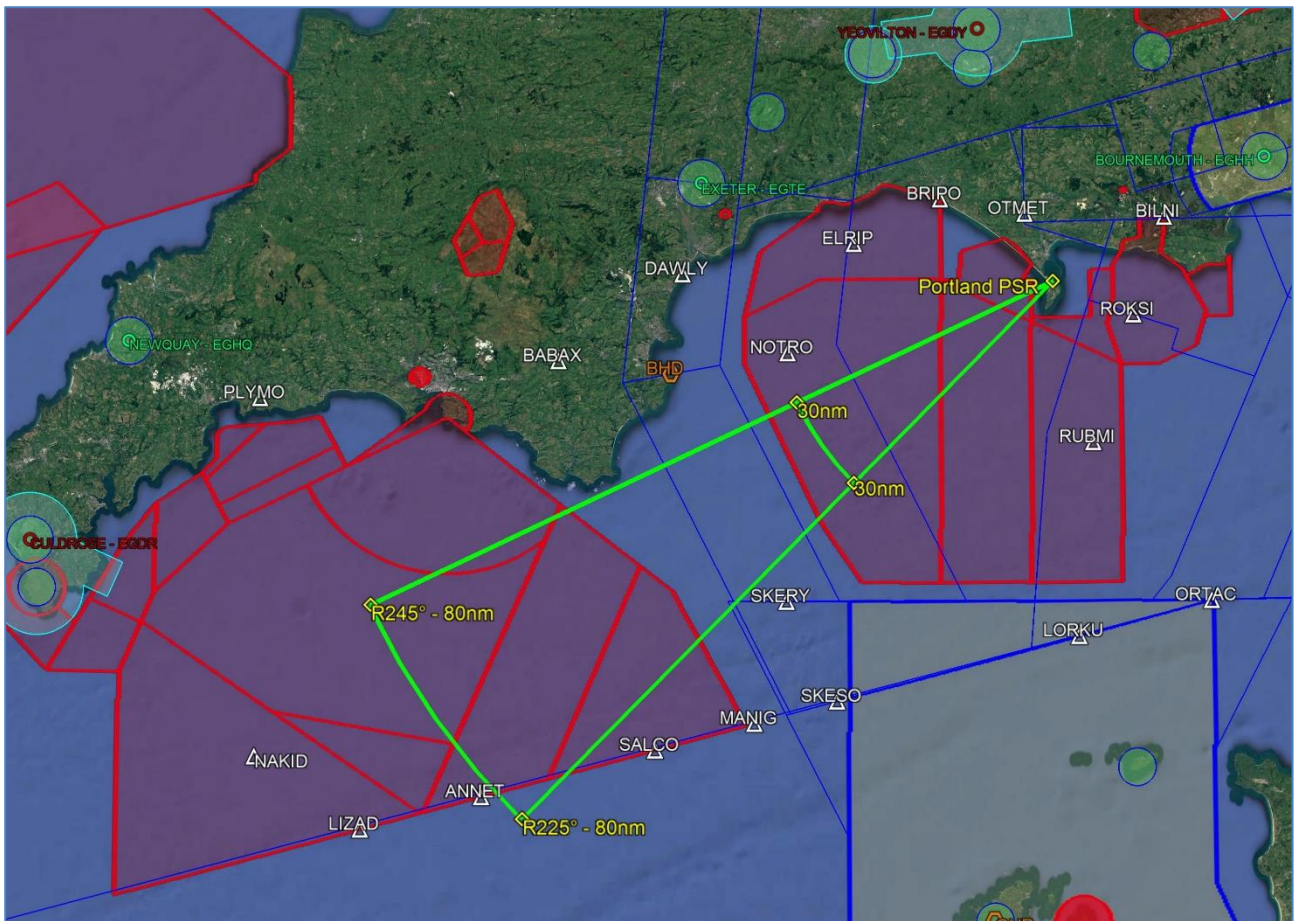 YEOVILTON - EGDY
BOURNEMOUTH - EGHH
EXETER - EGTE
BRIPO
OTMET
BILNI
ELRIP
DAWLY
Portland PSR
ROKSI
NEWQUAY - EGHQ
NOTRO
BABAX
BHD
PLYMO
30nm
RUBMI
30nm
CULDROSE - EGDR
R245° - 80nm
SKERY
ORTAC
LORKU
SKESO
MANIG
SALCO
NAKID
ANNET
LIZAD
R225° - 80nm